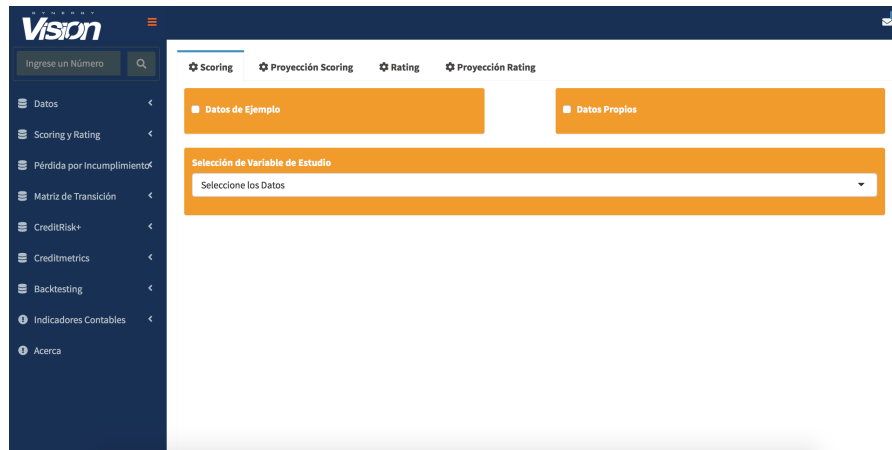 SYNERGY
Vision
Ingrese un Número
Datos
Scoring y Rating
Pérdida por Incumplimiento
Matriz de Transición
CreditRisk+
Creditmetrics
Backtesting
Indicadores Contables
Acerca
Scoring
Proyección Scoring
Rating
Proyección Rating
Datos de Ejemplo
Datos Propios
Selección de Variable de Estudio
Seleccione los Datos